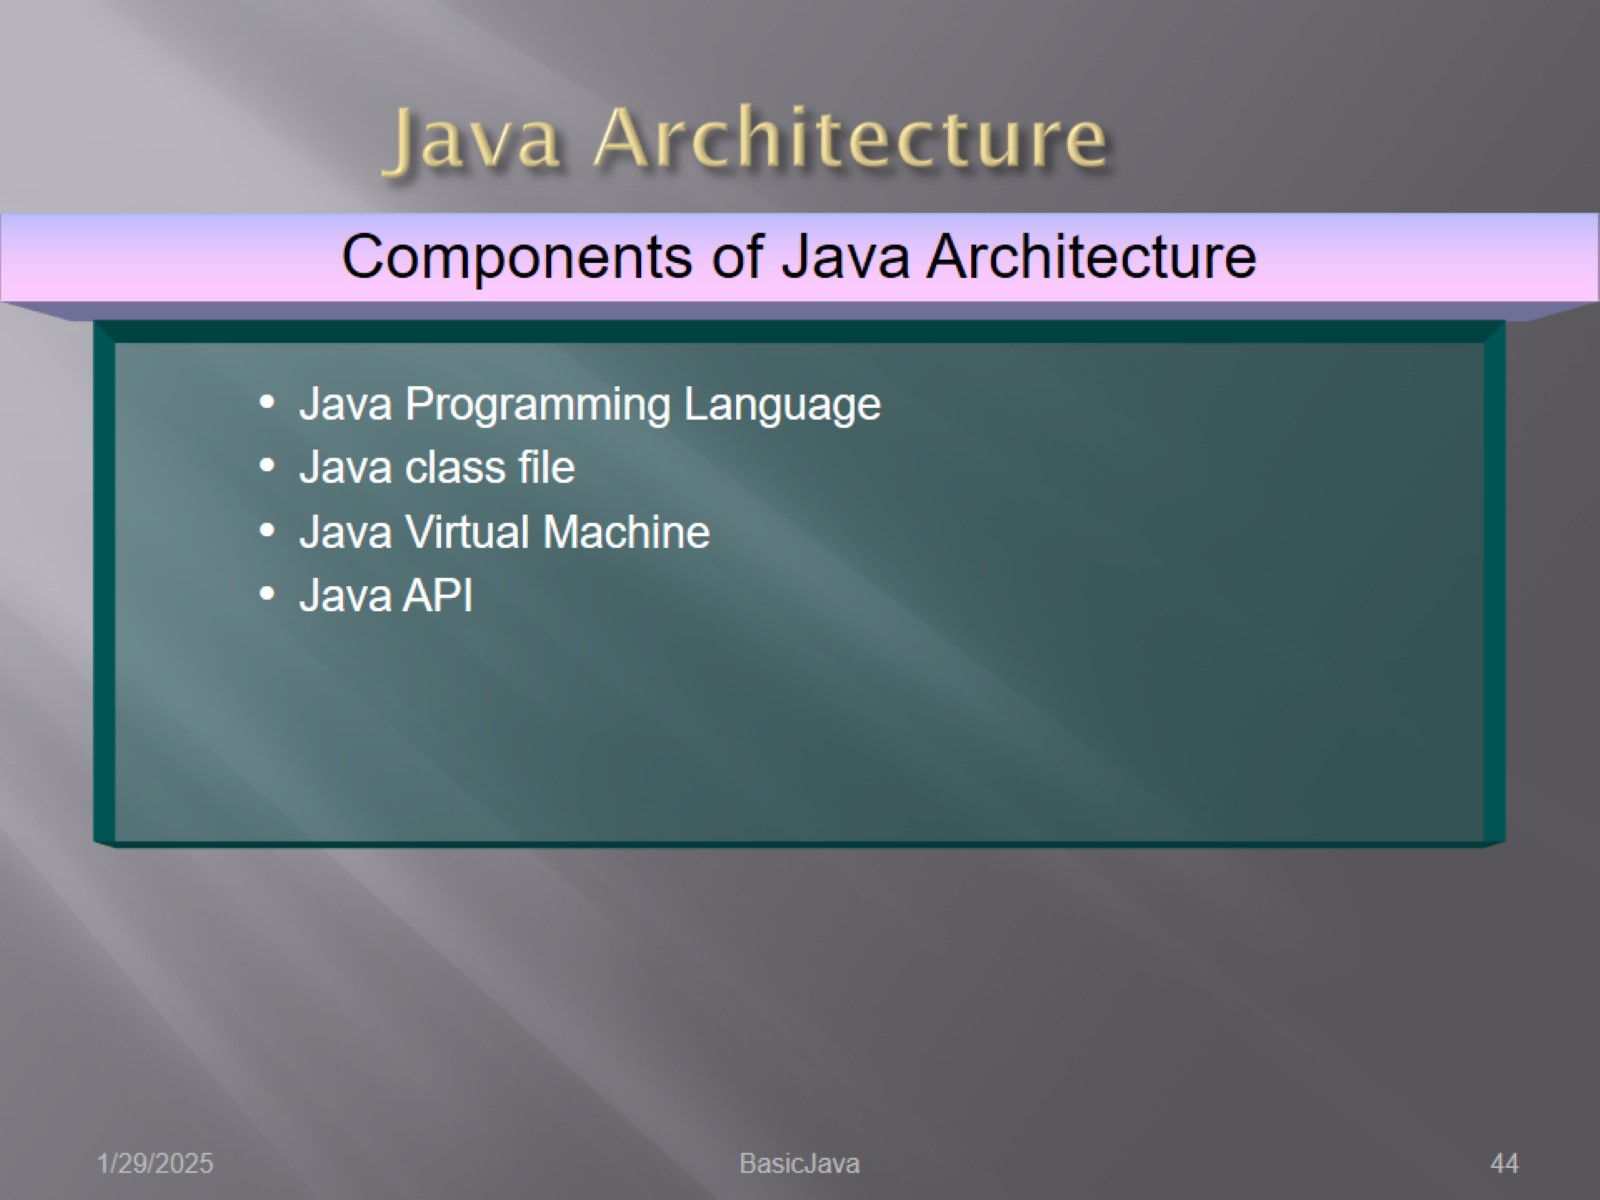 Java Architecture
Components of Java Architecture
• Java Programming Language
• Java class file
• Java Virtual Machine
• Java API
1/29/2025
BasicJava
44